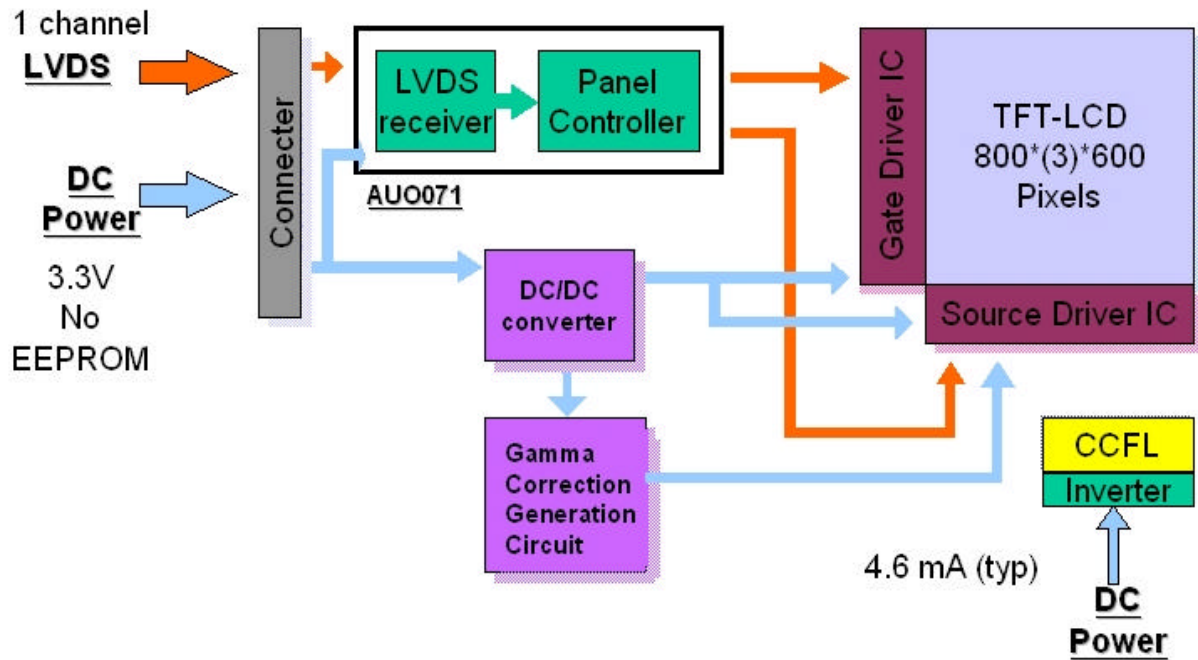 1 channel
LVDS
DC
Power
3.3V
No
EEPROM
Connecter
LVDS
receiver
Panel
Controller
AUO071
DC/DC
converter
Gamma
Correction
Generation
Circuit
Gate Driver IC
TFT-LCD
800*(3)*600
Pixels
Source Driver IC
CCFL
Inverter
4.6 mA (typ)
DC
Power